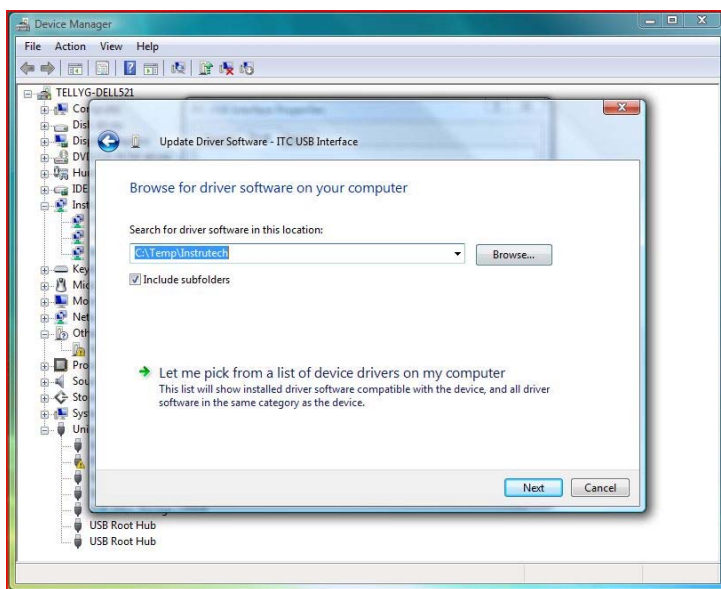 Device Manager
File Action View Help
TELLYG-DELL521
Update Driver Software - ITC USB Interface
Browse for driver software on your computer
Search for driver software in this location:
C:\Temp\Instrutech
Browse...
Include subfolders
Let me pick from a list of device drivers on my computer
This list will show installed driver software compatible with the device, and all driver
software in the same category as the device.
Next Cancel
USB Root Hub
USB Root Hub